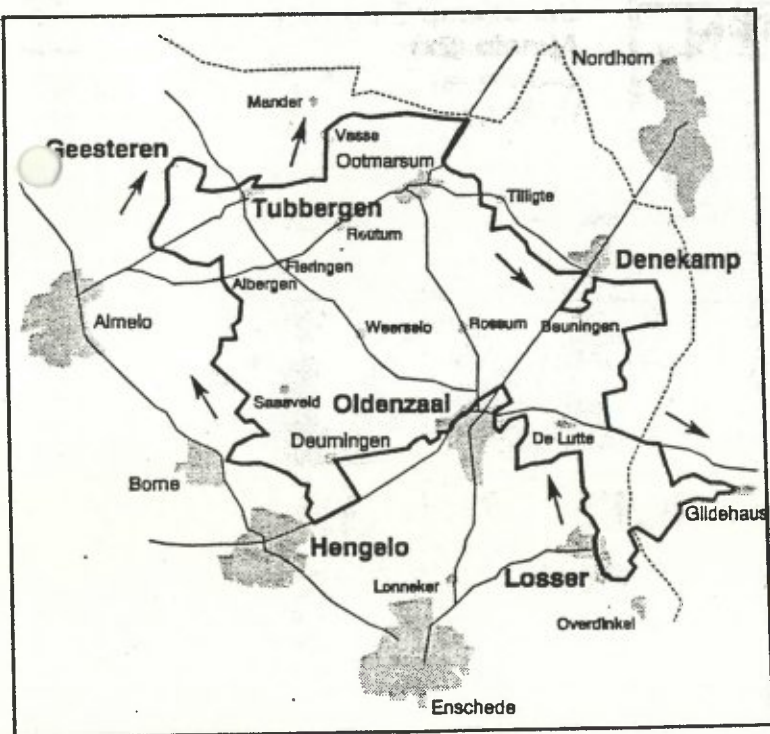 Nordhorn
Mander
Vasse
Geesteren
Ootmarsum
Tubbergen
Tilligte
Reutum
Denekamp
Fleringen
Albergen
Almelo
Weerselo
Rossum
Beuningen
Saasveld
Oldenzaal
De Lutte
Deurningen
Borne
Gildehaus
Hengelo
Lonneker
Losser
Overdinkel
Enschede